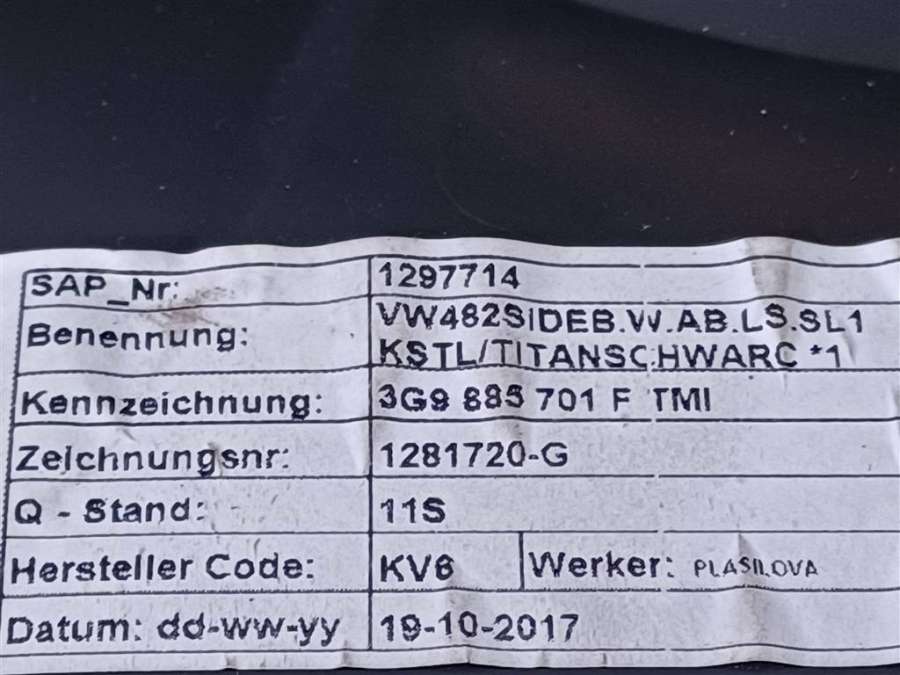 SAP_Nr: 1297714
Benennung: VW482SIDEB.W.AB.LS.SL1
KSTL/TITANSCHWARC *1
Kennzeichnung: 3G9 885 701 F TMI
Zeichnungsnr: 1281720-G
Q - Stand: 11S
Hersteller Code: KV6 Werker: PLASILOVA
Datum: dd-ww-yy 19-10-2017